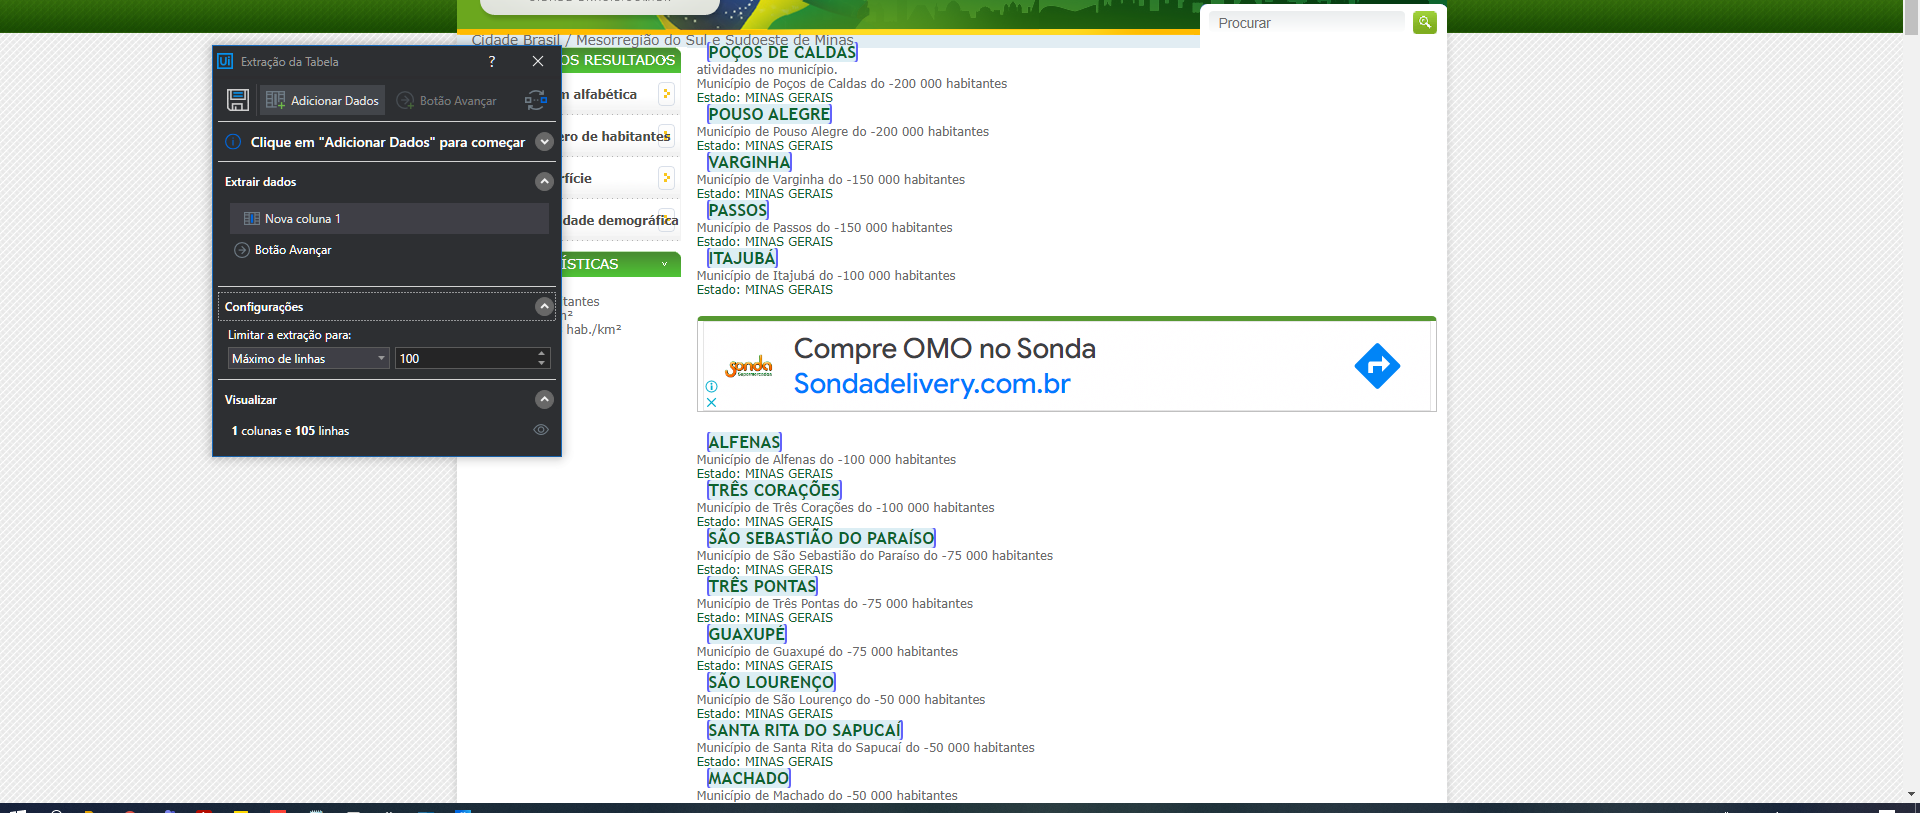 Procurar
Cidade Brasil / Mesorregião do Sul e Sudoeste de Minas
Ui Extração da Tabela ?
Adicionar Dados
Botão Avançar
Clique em "Adicionar Dados" para começar
Extrair dados
Nova coluna 1
Botão Avançar
Configurações
Limitar a extração para:
Máximo de linhas
100
Visualizar
1 colunas e 105 linhas
OS RESULTADOS
m alfabética
ero de habitantes
rfície
dade demográfica
ÍSTICAS
tantes
m²
hab./km²
POÇOS DE CALDAS
atividades no município.
Município de Poços de Caldas do -200 000 habitantes
Estado: MINAS GERAIS
POUSO ALEGRE
Município de Pouso Alegre do -200 000 habitantes
Estado: MINAS GERAIS
VARGINHA
Município de Varginha do -150 000 habitantes
Estado: MINAS GERAIS
PASSOS
Município de Passos do -150 000 habitantes
Estado: MINAS GERAIS
ITAJUBÁ
Município de Itajubá do -100 000 habitantes
Estado: MINAS GERAIS
sonda
Compre OMO no Sonda
Sondadelivery.com.br
ALFENAS
Município de Alfenas do -100 000 habitantes
Estado: MINAS GERAIS
TRÊS CORAÇÕES
Município de Três Corações do -100 000 habitantes
Estado: MINAS GERAIS
SÃO SEBASTIÃO DO PARAÍSO
Município de São Sebastião do Paraíso do -75 000 habitantes
Estado: MINAS GERAIS
TRÊS PONTAS
Município de Três Pontas do -75 000 habitantes
Estado: MINAS GERAIS
GUAXUPÉ
Município de Guaxupé do -75 000 habitantes
Estado: MINAS GERAIS
SÃO LOURENÇO
Município de São Lourenço do -50 000 habitantes
Estado: MINAS GERAIS
SANTA RITA DO SAPUCAÍ
Município de Santa Rita do Sapucaí do -50 000 habitantes
Estado: MINAS GERAIS
MACHADO
Município de Machado do -50 000 habitantes